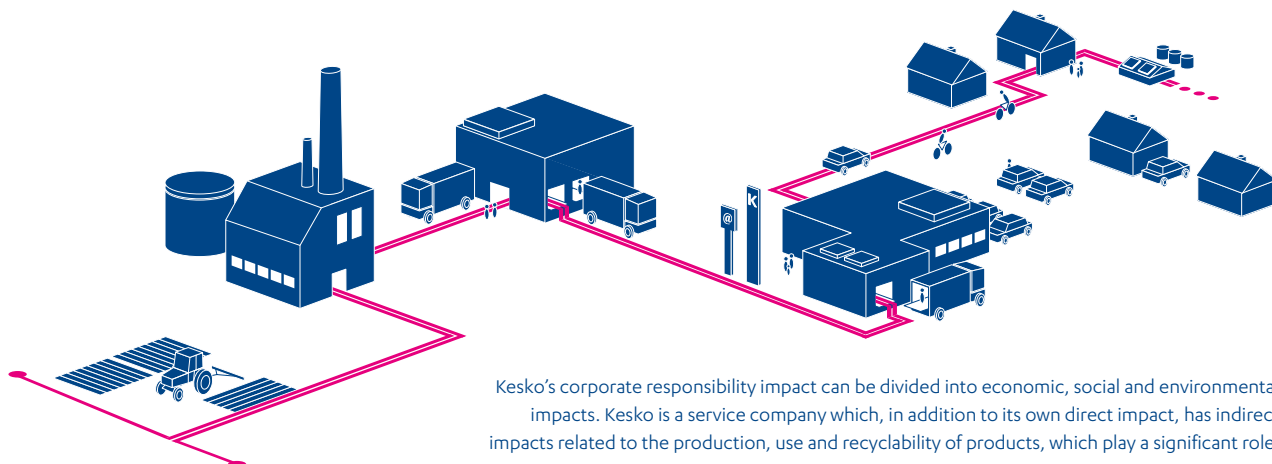 @
K
Kesko's corporate responsibility impact can be divided into economic, social and environmenta
impacts. Kesko is a service company which, in addition to its own direct impact, has indirec
impacts related to the production, use and recyclability of products, which play a significant role